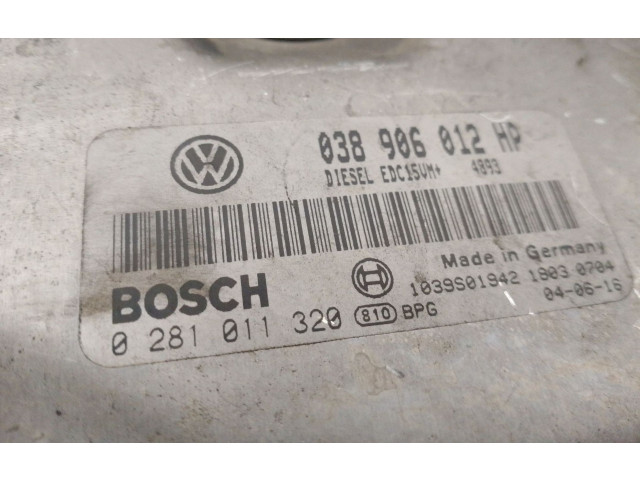 038 906 012 HP
DIESEL EDC15VM+ 4893
Made in Germany
BOSCH 1039S01942 1803 0704
04-06-16
0 281 011 320 810 BPG